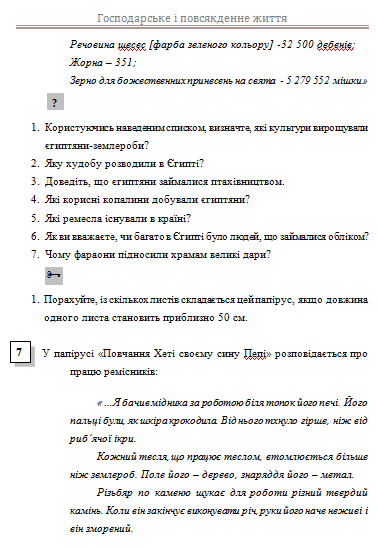 Господарське і повсякденне життя
Речовина шесес [фарба зеленого кольору] -32 500 дебенів;
Жорна – 351;
Зерно для божественних принесень на свята - 5 279 552 мішки»
?
1. Користуючись наведеним списком, визначте, які культури вирощували
єгиптяни-землероби?
2. Яку худобу розводили в Єгипті?
3. Доведіть, що єгиптяни займалися птахівництвом.
4. Які корисні копалини добували єгиптяни?
5. Які ремесла існували в країні?
6. Як ви вважаєте, чи багато в Єгипті було людей, що займалися обліком?
7. Чому фараони підносили храмам великі дари?
1. Порахуйте, із скількох листів складається цей папірус, якщо довжина
одного листа становить приблизно 50 см.
7 У папірусі «Повчання Хеті своєму сину Пепі» розповідається про
працю ремісників:
«…Я бачив мідника за роботою біля топок його печі. Його
пальці були, як шкіра крокодила. Від нього тхнуло гірше, ніж від
риб´ячої ікри.
Кожний тесля, що працює теслом, втомлюється більше
ніж землероб. Поле його – дерево, знаряддя його – метал.
Різьбяр по каменю шукає для роботи різний твердий
камінь. Коли він закінчує виконувати річ, руки його наче неживі і
він зморений.